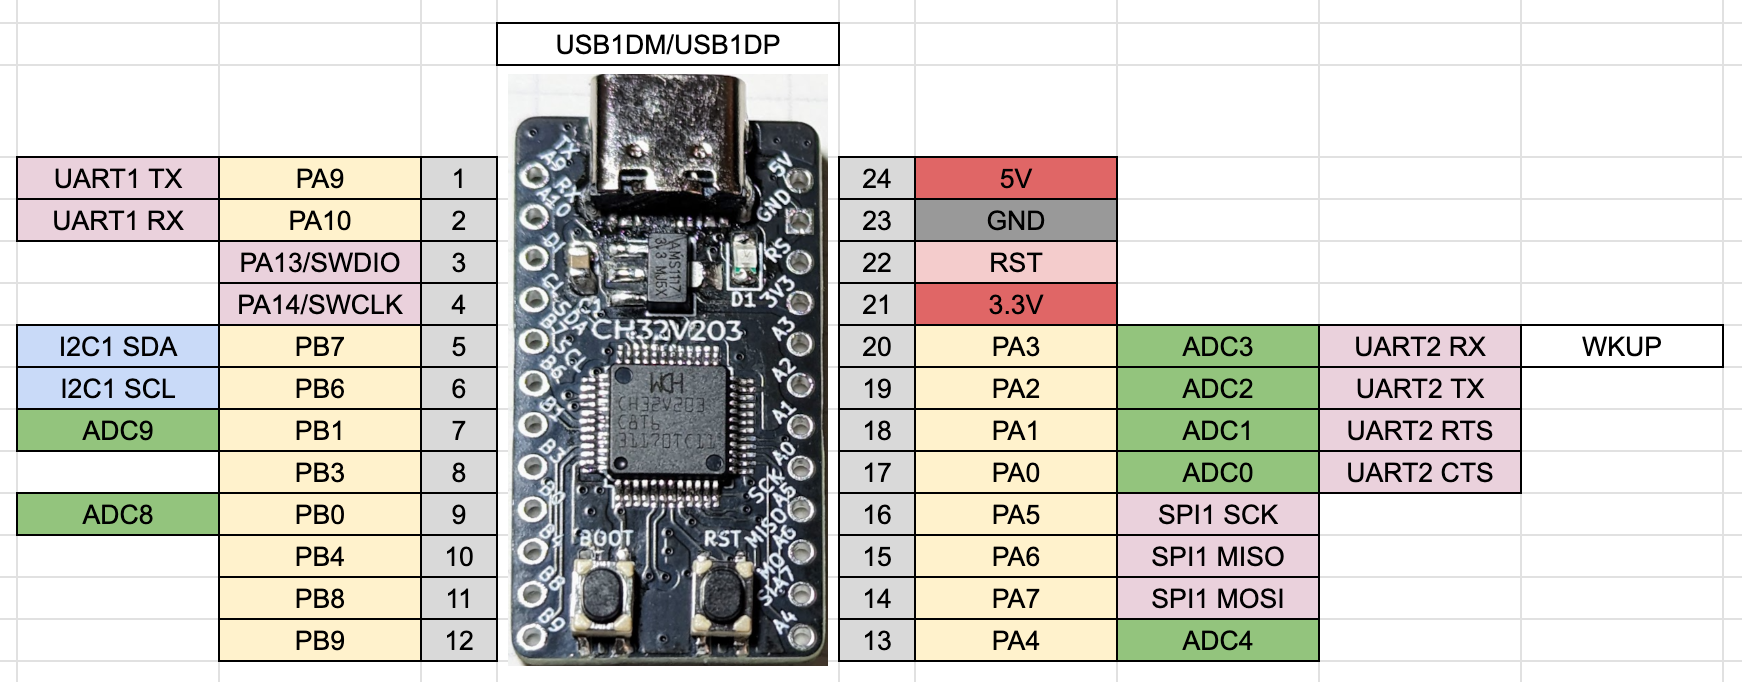 USB1DM/USB1DP
UART1 TX PA9 1 24 5V
UART1 RX PA10 2 23 GND
PA13/SWDIO 3 22 RST
PA14/SWCLK 4 21 3.3V
I2C1 SDA PB7 5 20 PA3 ADC3 UART2 RX WKUP
I2C1 SCL PB6 6 19 PA2 ADC2 UART2 TX
ADC9 PB1 7 18 PA1 ADC1 UART2 RTS
PB3 8 17 PA0 ADC0 UART2 CTS
ADC8 PB0 9 16 PA5 SPI1 SCK
PB4 10 15 PA6 SPI1 MISO
PB8 11 14 PA7 SPI1 MOSI
PB9 12 13 PA4 ADC4
TX
A9
RX
A10
CL
SDA
B7
SCL
B6
B1
B3
B0
B8
B9
5V
GND
RS
3V3
A3
A2
A1
A0
SCK
A5
MISO
A6
A7
A4
AMS1117
D1
CH32V203
WCH
CH32V203
C8T6
BOOT
RST